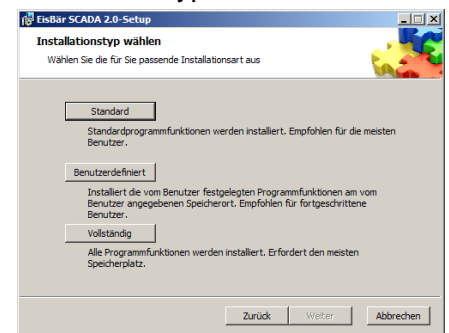 EisBär SCADA 2.0-Setup
Installationstyp wählen
Wählen Sie die für Sie passende Installationsart aus
Standard
Standardprogrammfunktionen werden installiert. Empfohlen für die meisten
Benutzer.
Benutzerdefiniert
Installiert die vom Benutzer festgelegten Programmfunktionen am vom
Benutzer angegebenen Speicherort. Empfohlen für fortgeschrittene
Benutzer.
Vollständig
Alle Programmfunktionen werden installiert. Erfordert den meisten
Speicherplatz.
Zurück Weiter Abbrechen